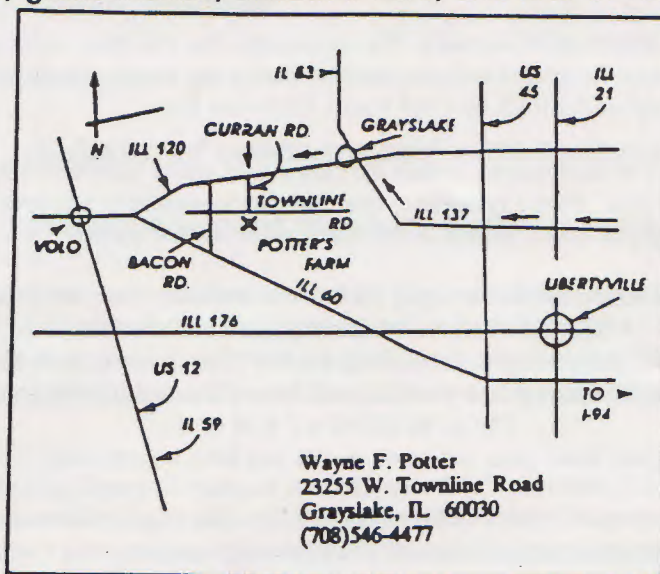 IL 83
US
45
ILL
21
CURRAN RD.
GRAYSLAKE
N
ILL 120
TOWNLINE
RD
ILL 137
VOLO
BACON
RD.
POTTER'S
FARM
ILL 60
LIBERTYVILLE
ILL 176
US 12
IL 59
TO
I-94
Wayne F. Potter
23255 W. Townline Road
Grayslake, IL 60030
(708)546-4477